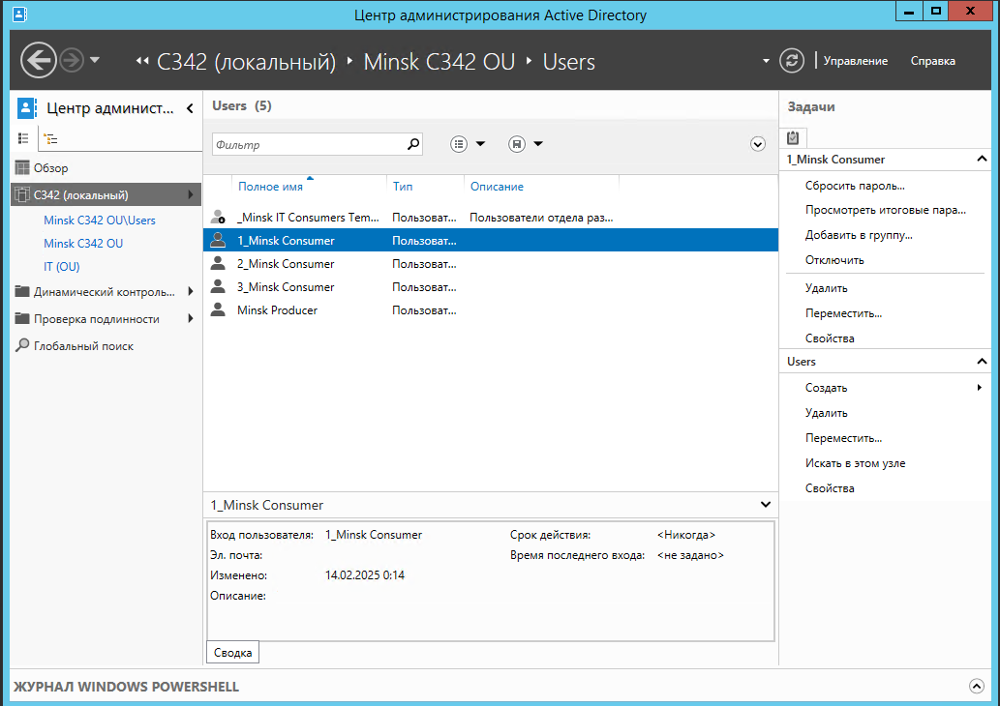 Центр администрирования Active Directory
C342 (локальный) Minsk C342 OU Users Управление Справка
Центр админист...
Обзор
C342 (локальный)
Minsk C342 OU\Users
Minsk C342 OU
IT (OU)
Динамический контроль...
Проверка подлинности
Глобальный поиск
Users (5)
Фильтр
Полное имя Тип Описание
_Minsk IT Consumers Tem... Пользоват... Пользователи отдела раз...
1_Minsk Consumer Пользоват...
2_Minsk Consumer Пользоват...
3_Minsk Consumer Пользоват...
Minsk Producer Пользоват...
1_Minsk Consumer
Вход пользователя: 1_Minsk Consumer Срок действия: <Никогда>
Эл. почта: Время последнего входа: <не задано>
Изменено: 14.02.2025 0:14
Описание:
Сводка
Задачи
1_Minsk Consumer
Сбросить пароль...
Просмотреть итоговые пара...
Добавить в группу...
Отключить
Удалить
Переместить...
Свойства
Users
Создать
Удалить
Переместить...
Искать в этом узле
Свойства
ЖУРНАЛ WINDOWS POWERSHELL